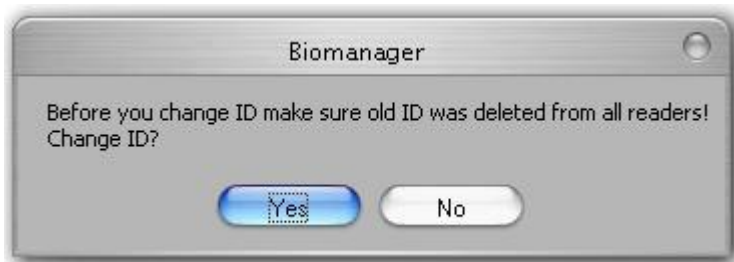 Biomanager
Before you change ID make sure old ID was deleted from all readers!
Change ID?
Yes
No